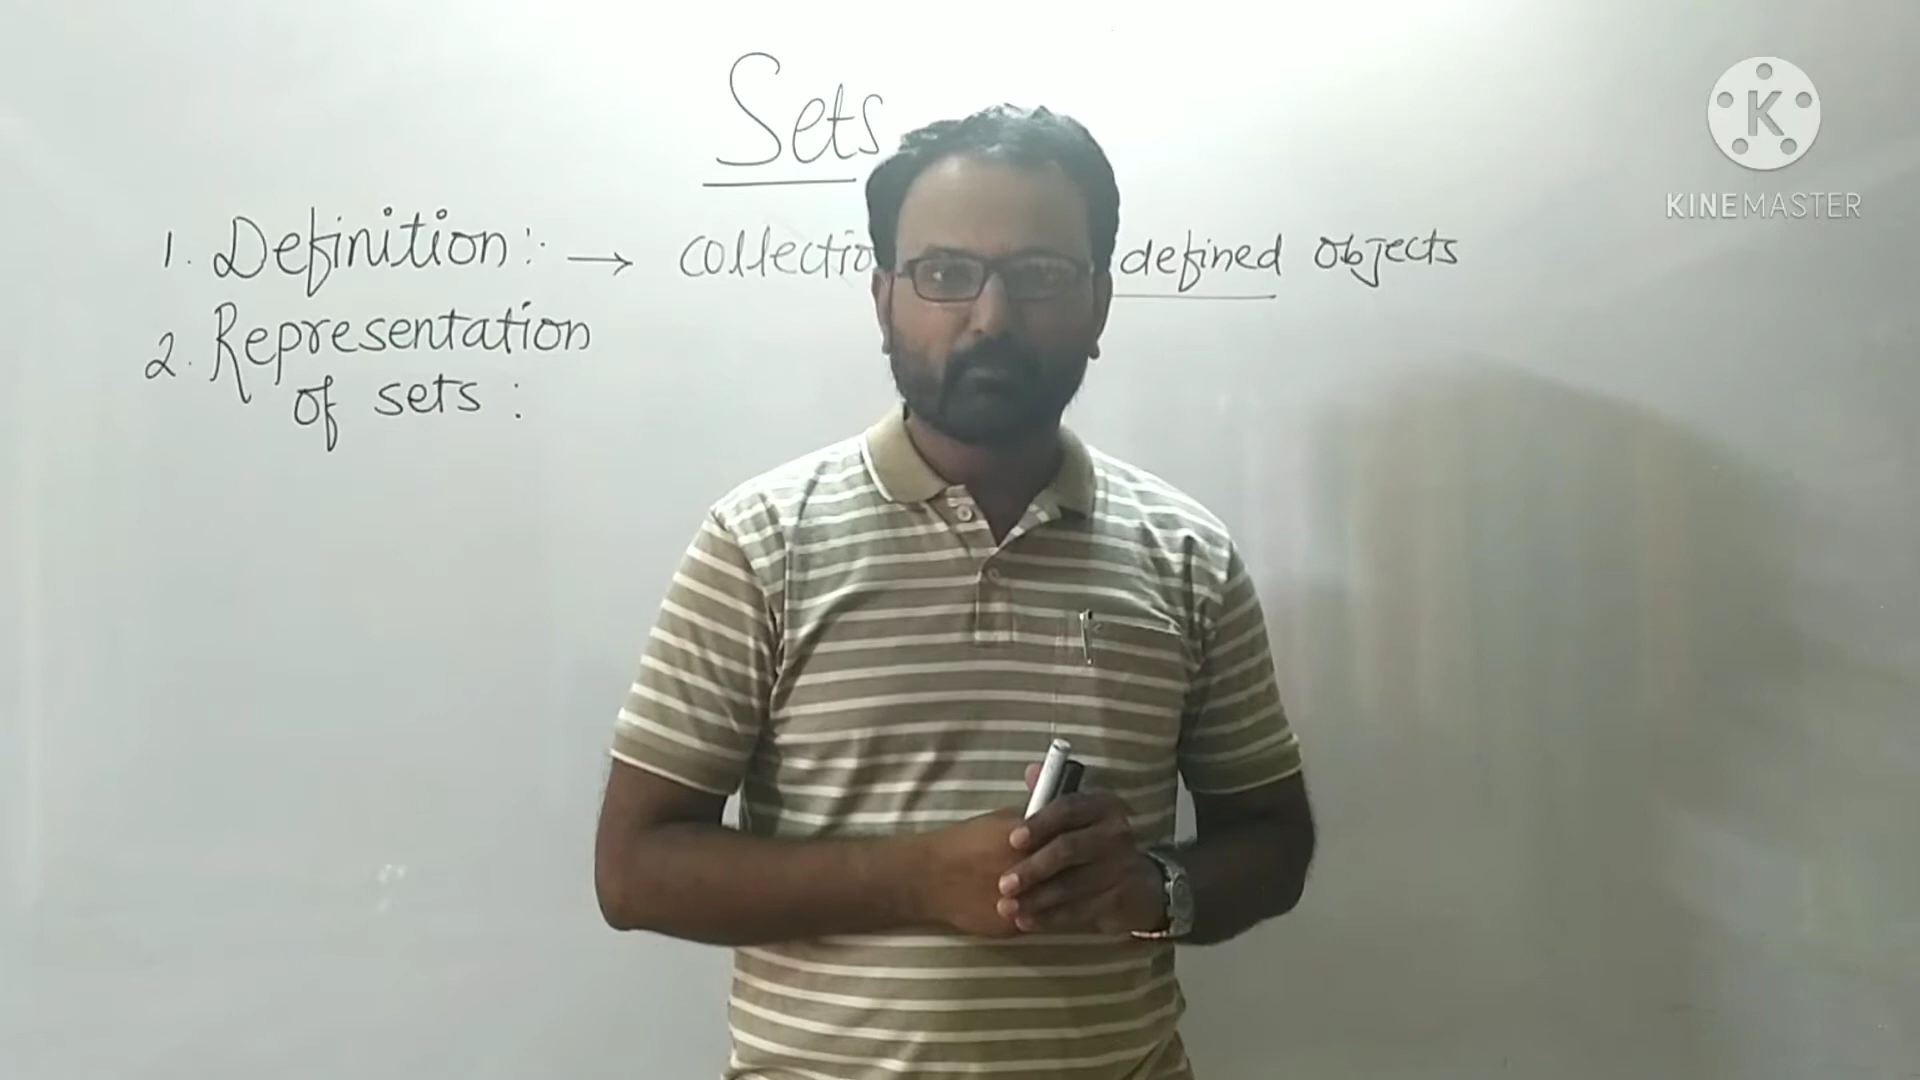 Sets
1. Definition: → collectio defined objects
2. Representation
of sets :
K
KINEMASTER